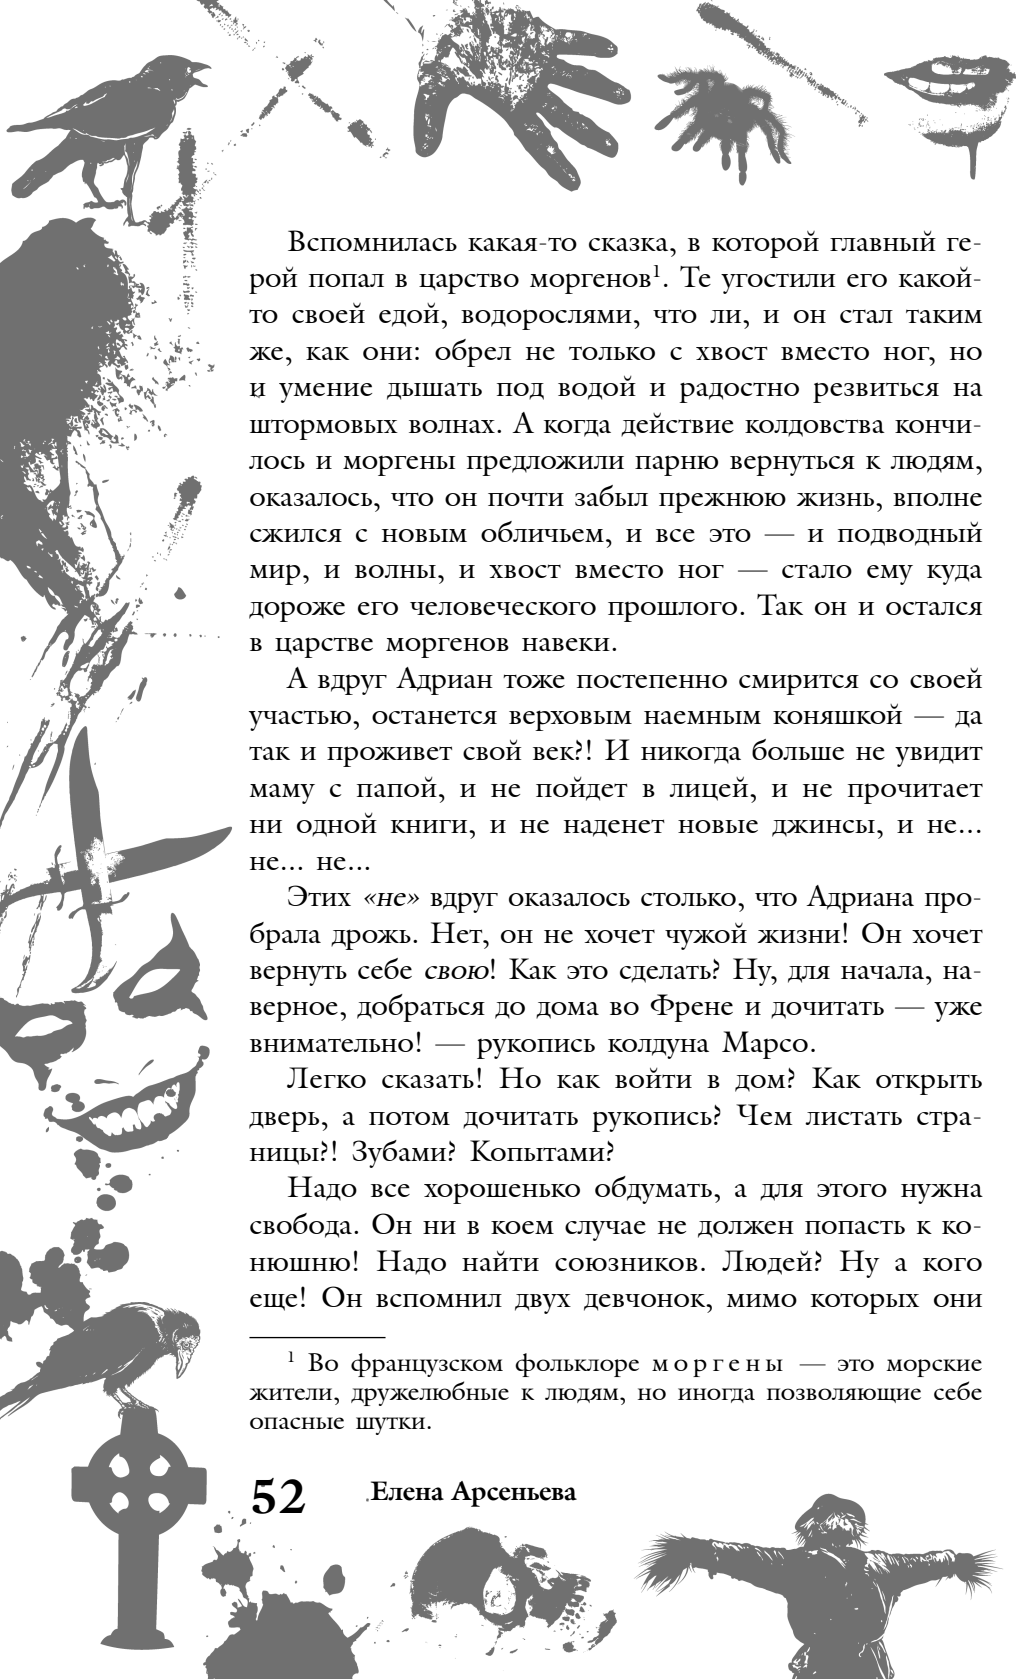 Вспомнилась какая-то сказка, в которой главный ге-
рой попал в царство моргенов¹. Те угостили его какой-
то своей едой, водорослями, что ли, и он стал таким
же, как они: обрел не только с хвост вместо ног, но
и умение дышать под водой и радостно резвиться на
штормовых волнах. А когда действие колдовства кончи-
лось и моргены предложили парню вернуться к людям,
оказалось, что он почти забыл прежнюю жизнь, вполне
сжился с новым обличьем, и все это — и подводный
мир, и волны, и хвост вместо ног — стало ему куда
дороже его человеческого прошлого. Так он и остался
в царстве моргенов навеки.
А вдруг Адриан тоже постепенно смирится со своей
участью, останется верховым наемным коняшкой — да
так и проживет свой век?! И никогда больше не увидит
маму с папой, и не пойдет в лицей, и не прочитает
ни одной книги, и не наденет новые джинсы, и не...
не... не...
Этих «не» вдруг оказалось столько, что Адриана про-
брала дрожь. Нет, он не хочет чужой жизни! Он хочет
вернуть себе свою! Как это сделать? Ну, для начала, на-
верное, добраться до дома во Френе и дочитать — уже
внимательно! — рукопись колдуна Марсо.
Легко сказать! Но как войти в дом? Как открыть
дверь, а потом дочитать рукопись? Чем листать стра-
ницы?! Зубами? Копытами?
Надо все хорошенько обдумать, а для этого нужна
свобода. Он ни в коем случае не должен попасть к ко-
нюшню! Надо найти союзников. Людей? Ну а кого
еще! Он вспомнил двух девчонок, мимо которых они
¹ Во французском фольклоре моргены — это морские
жители, дружелюбные к людям, но иногда позволяющие себе
опасные шутки.
52 Елена Арсеньева